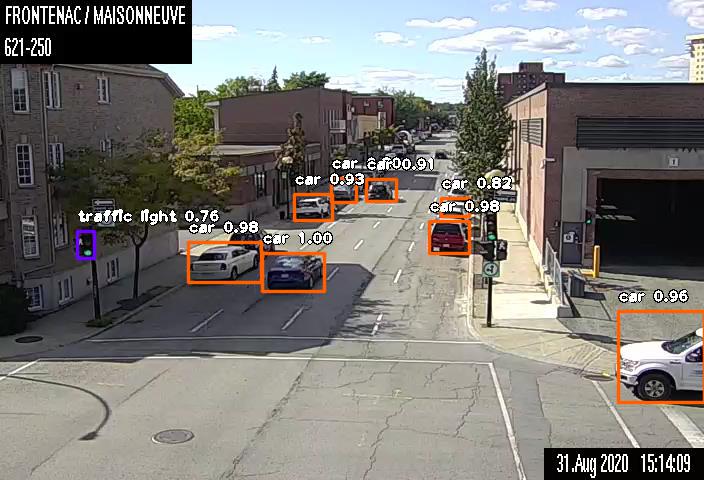 FRONTENAC / MAISONNEUVE
621-250
car 0.91
car 0.93
car 0.82
traffic light 0.76
car 0.98
car 0.98
car 1.00
car 0.96
31.Aug 2020 15:14:09